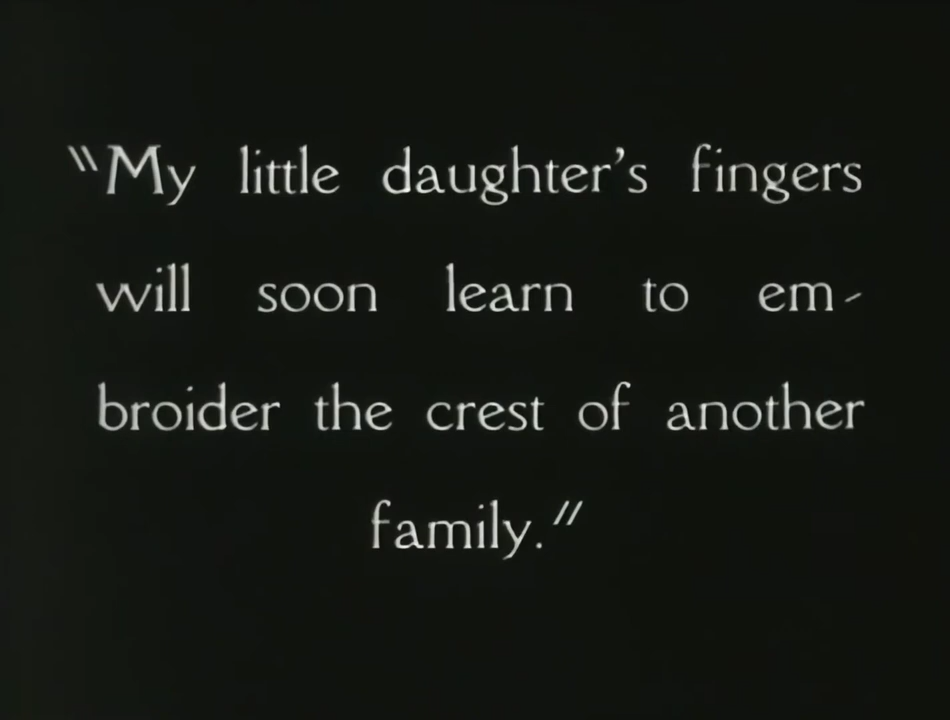 "My little daughter's fingers
will soon learn to em-
broider the crest of another
family."